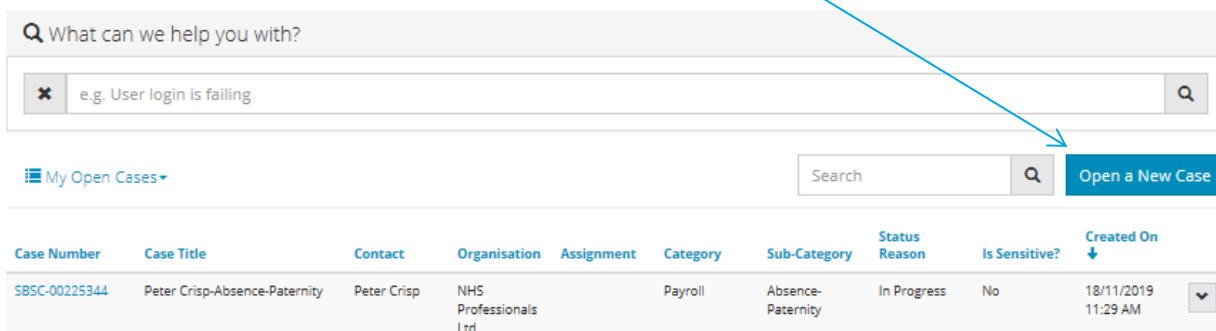 What can we help you with?
e.g. User login is failing
My Open Cases
Search
Open a New Case
Case Number Case Title Contact Organisation Assignment Category Sub-Category Status Reason Is Sensitive? Created On
SBSC-00225344 Peter Crisp-Absence-Paternity Peter Crisp NHS Professionals Ltd Payroll Absence-Paternity In Progress No 18/11/2019 11:29 AM